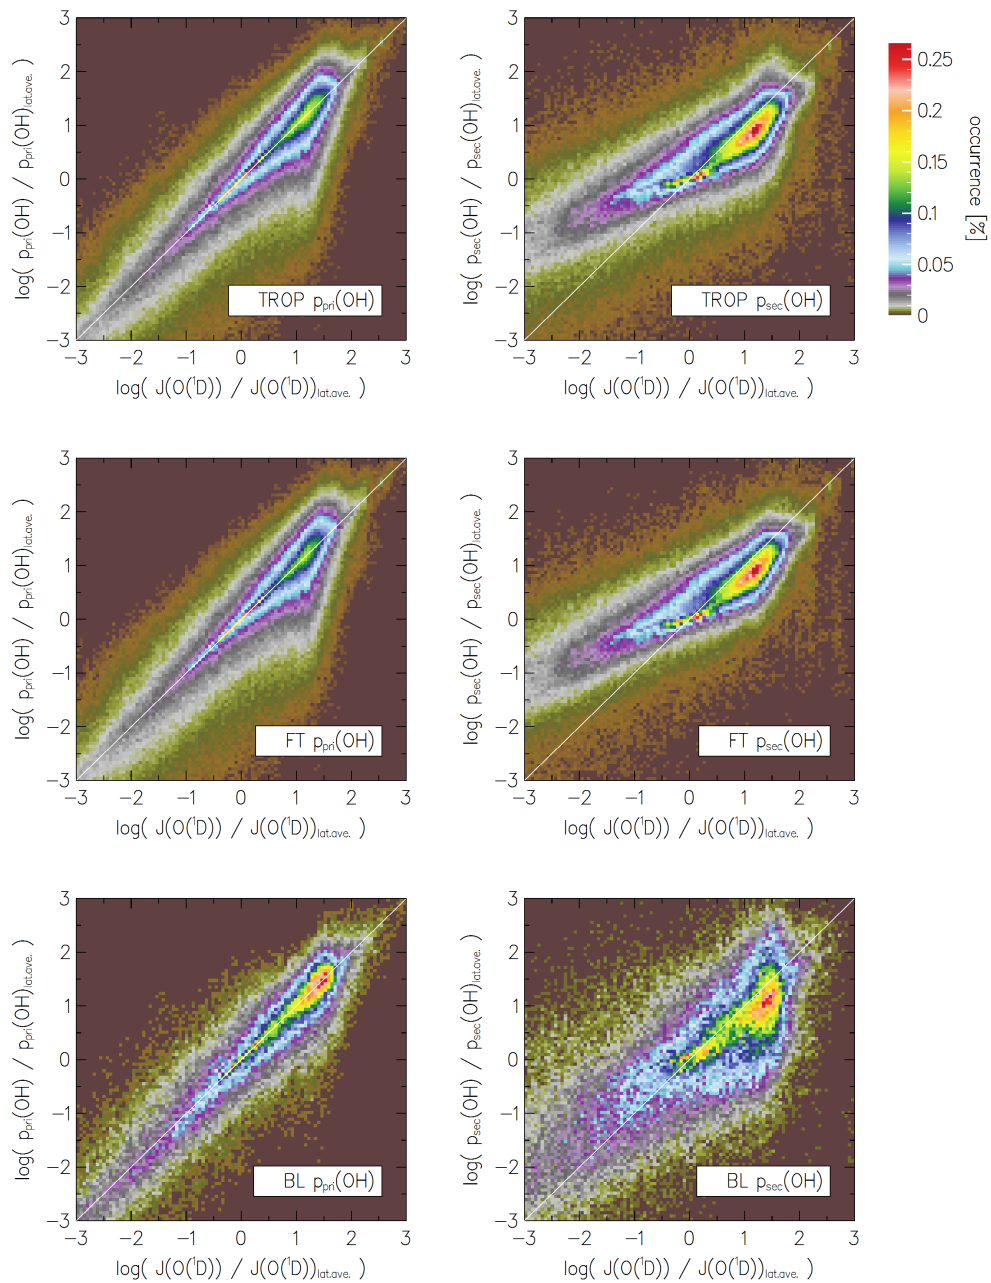 3
2
1
0
−1
−2
−3
−3 −2 −1 0 1 2 3
log( p_pri(OH) / p_pri(OH)_lat.ave. )
log( J(O(¹D)) / J(O(¹D))_lat.ave. )
TROP p_pri(OH)
3
2
1
0
−1
−2
−3
−3 −2 −1 0 1 2 3
log( p_sec(OH) / p_sec(OH)_lat.ave. )
log( J(O(¹D)) / J(O(¹D))_lat.ave. )
TROP p_sec(OH)
0.25
0.2
0.15
0.1
0.05
0
occurrence [%]
3
2
1
0
−1
−2
−3
−3 −2 −1 0 1 2 3
log( p_pri(OH) / p_pri(OH)_lat.ave. )
log( J(O(¹D)) / J(O(¹D))_lat.ave. )
FT p_pri(OH)
3
2
1
0
−1
−2
−3
−3 −2 −1 0 1 2 3
log( p_sec(OH) / p_sec(OH)_lat.ave. )
log( J(O(¹D)) / J(O(¹D))_lat.ave. )
FT p_sec(OH)
3
2
1
0
−1
−2
−3
−3 −2 −1 0 1 2 3
log( p_pri(OH) / p_pri(OH)_lat.ave. )
log( J(O(¹D)) / J(O(¹D))_lat.ave. )
BL p_pri(OH)
3
2
1
0
−1
−2
−3
−3 −2 −1 0 1 2 3
log( p_sec(OH) / p_sec(OH)_lat.ave. )
log( J(O(¹D)) / J(O(¹D))_lat.ave. )
BL p_sec(OH)